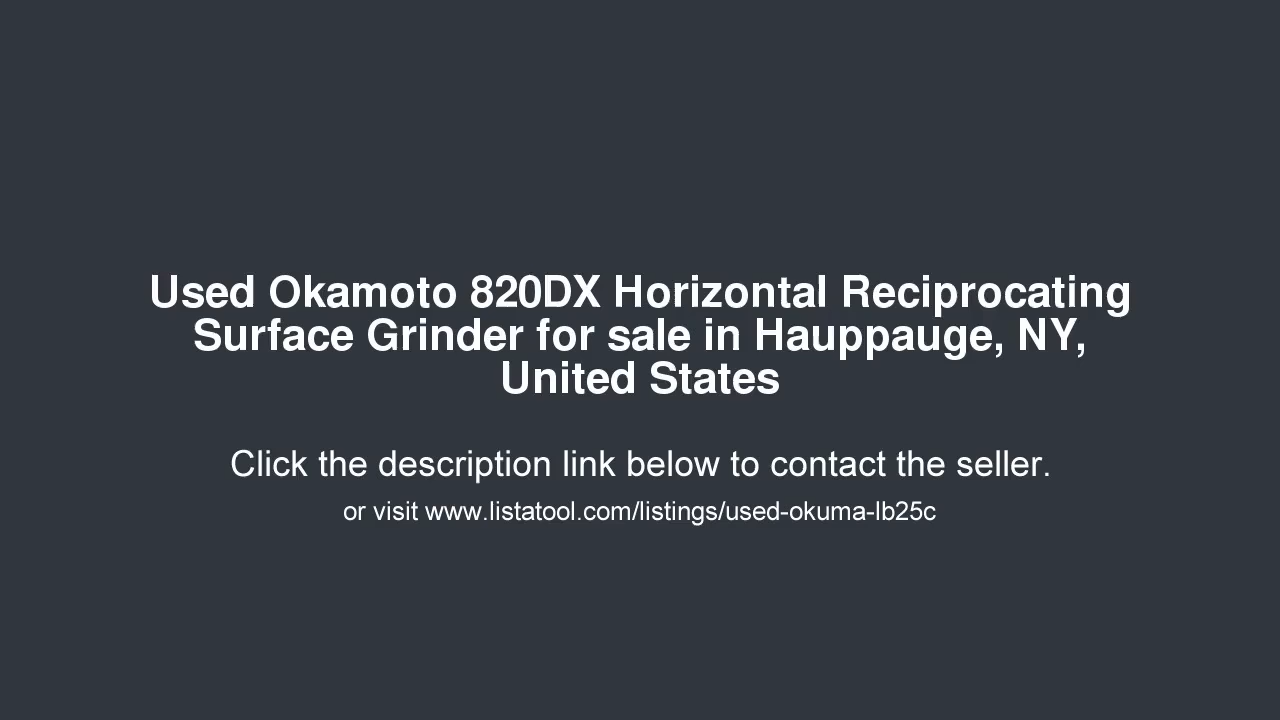 Used Okamoto 820DX Horizontal Reciprocating
Surface Grinder for sale in Hauppauge, NY,
United States
Click the description link below to contact the seller.
or visit www.listatool.com/listings/used-okuma-lb25c